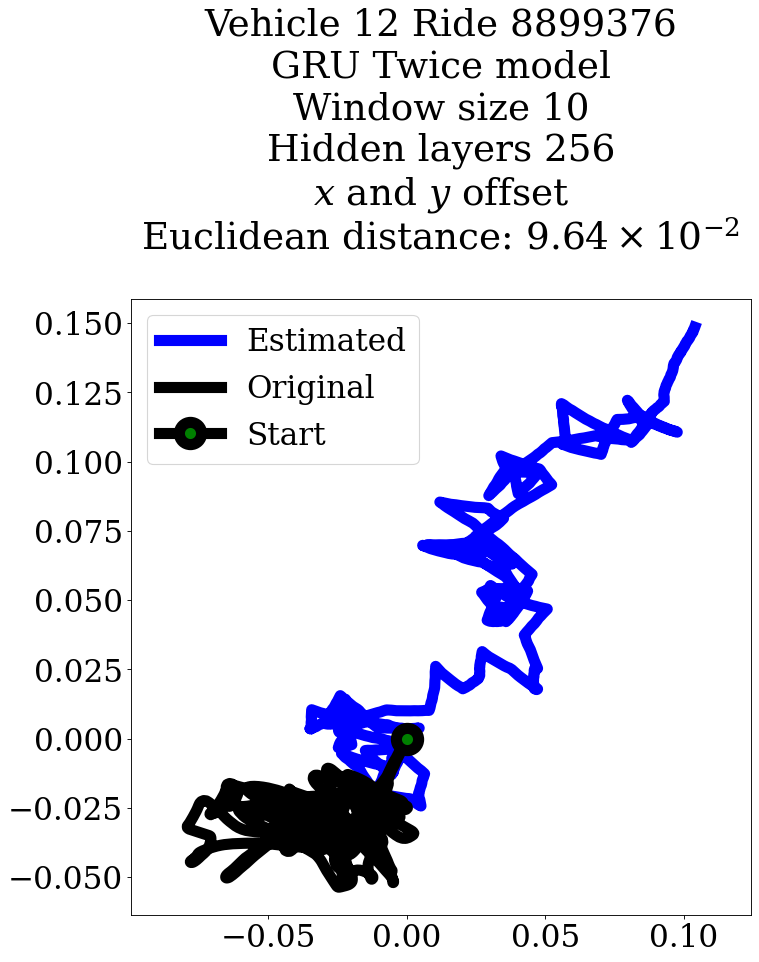 Vehicle 12 Ride 8899376
GRU Twice model
Window size 10
Hidden layers 256
x and y offset
Euclidean distance: 9.64 × 10⁻²
Estimated
Original
Start
0.150
0.125
0.100
0.075
0.050
0.025
0.000
−0.025
−0.050
−0.05 0.00 0.05 0.10